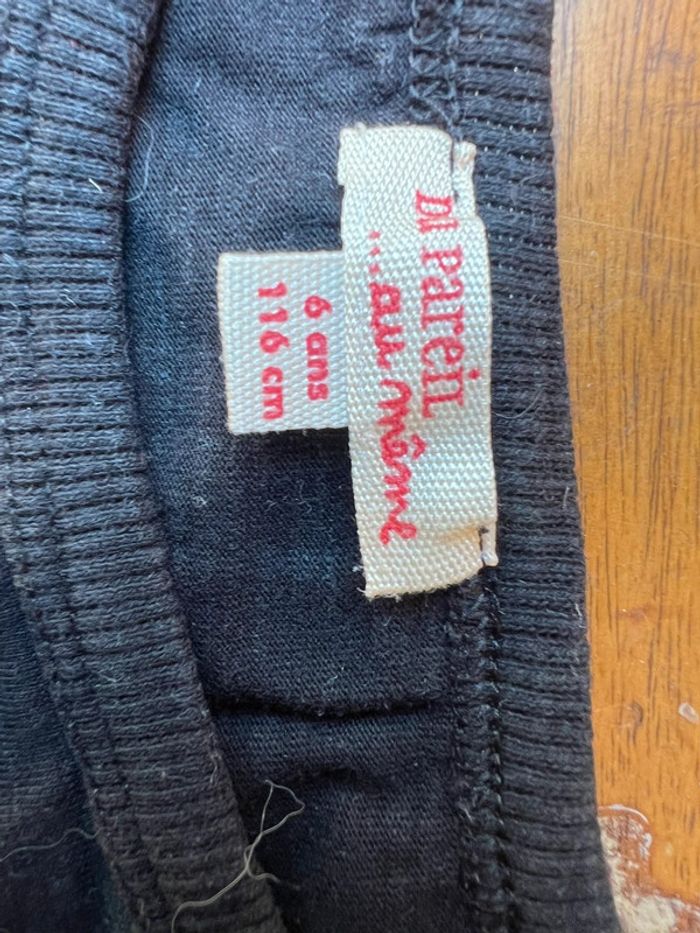 DU Pareil
...au même
6 ans
116 cm